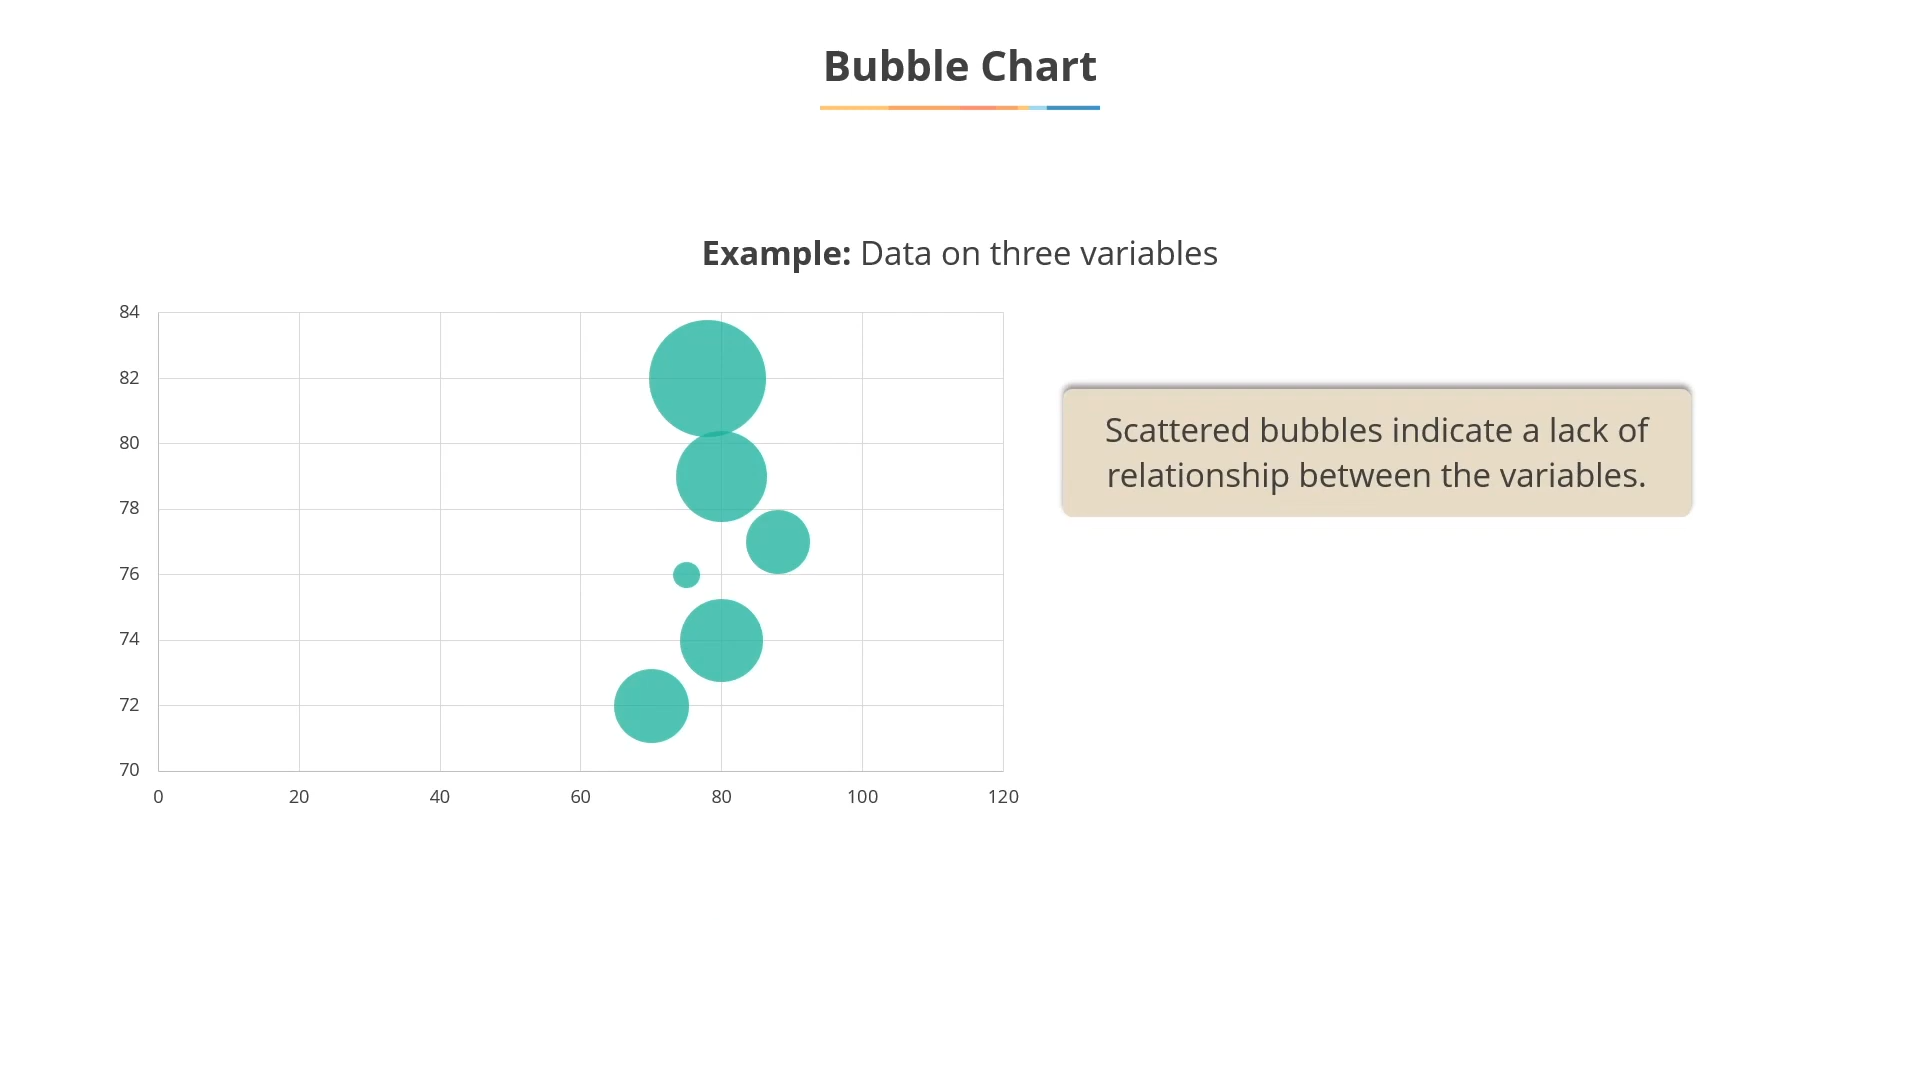 Bubble Chart
Example: Data on three variables
84
82
80
78
76
74
72
70
0 20 40 60 80 100 120
Scattered bubbles indicate a lack of
relationship between the variables.